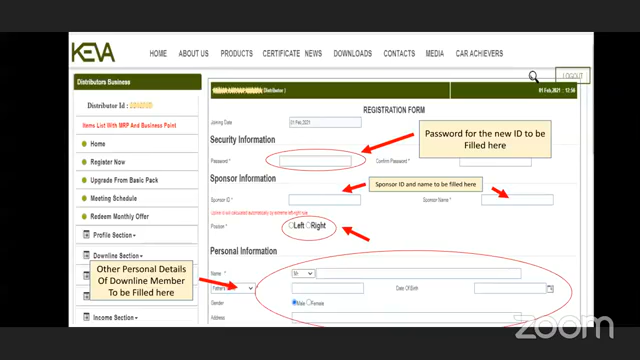 KEVA
HOME ABOUT US PRODUCTS CERTIFICATE NEWS DOWNLOADS CONTACTS MEDIA CAR ACHIEVERS
LOGOUT
Distributors Business
Distributor Id :
Items List With MRP and Business Point
Home
Register Now
Upgrade From Basic Pack
Meeting Schedule
Redeem Monthly Offer
Profile Section
Downline Section
Income Section
Distributor | 01 Feb,2021 : 12:56
REGISTRATION FORM
Joining Date 01 Feb,2021
Security Information
Password * Confirm Password *
Password for the new ID to be
Filled here
Sponsor Information
Sponsor ID and name to be filled here
Sponsor ID * Sponsor Name *
Position * Left Right
Personal Information
Name * Mr
Father's Date Of Birth
Gender Male Female
Address
Other Personal Details
Of Downline Member
To be Filled here
zoom